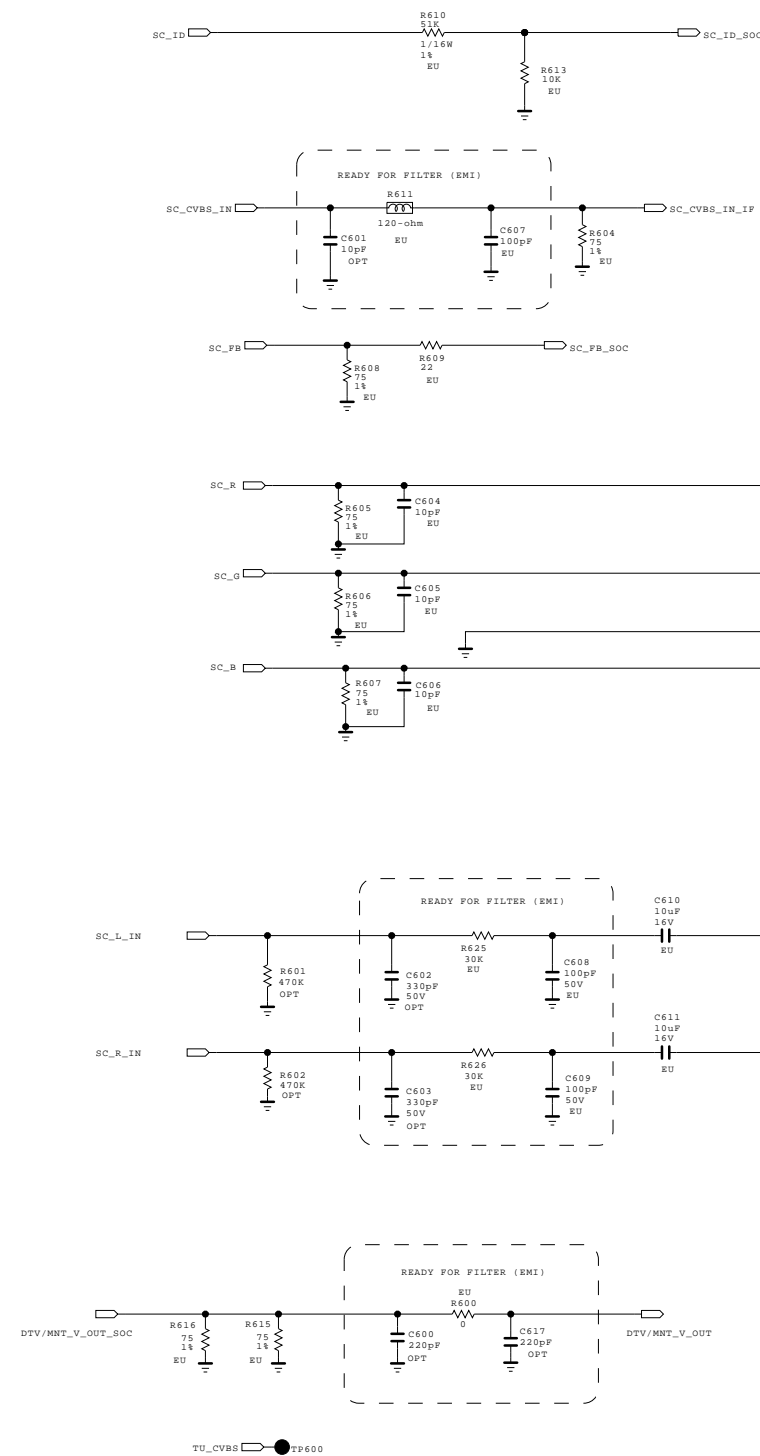 R610
51K
SC_ID
SC_ID_SOC
1/16W
1%
EU
R613
10K
EU
READY FOR FILTER (EMI)
R611
SC_CVBS_IN
SC_CVBS_IN_IF
120-ohm
EU
C601
10pF
OPT
C607
100pF
EU
R604
75
1%
EU
SC_FB
SC_FB_SOC
R609
22
EU
R608
75
1%
EU
SC_R
R605
75
1%
EU
C604
10pF
EU
SC_G
R606
75
1%
EU
C605
10pF
EU
SC_B
R607
75
1%
EU
C606
10pF
EU
READY FOR FILTER (EMI)
C610
10uF
16V
EU
SC_L_IN
R625
30K
EU
R601
470K
OPT
C602
330pF
50V
OPT
C608
100pF
50V
EU
C611
10uF
16V
EU
SC_R_IN
R626
30K
EU
R602
470K
OPT
C603
330pF
50V
OPT
C609
100pF
50V
EU
READY FOR FILTER (EMI)
EU
R600
0
DTV/MNT_V_OUT_SOC
R616
75
1%
EU
R615
75
1%
EU
C600
220pF
OPT
C617
220pF
OPT
DTV/MNT_V_OUT
TU_CVBS
TP600